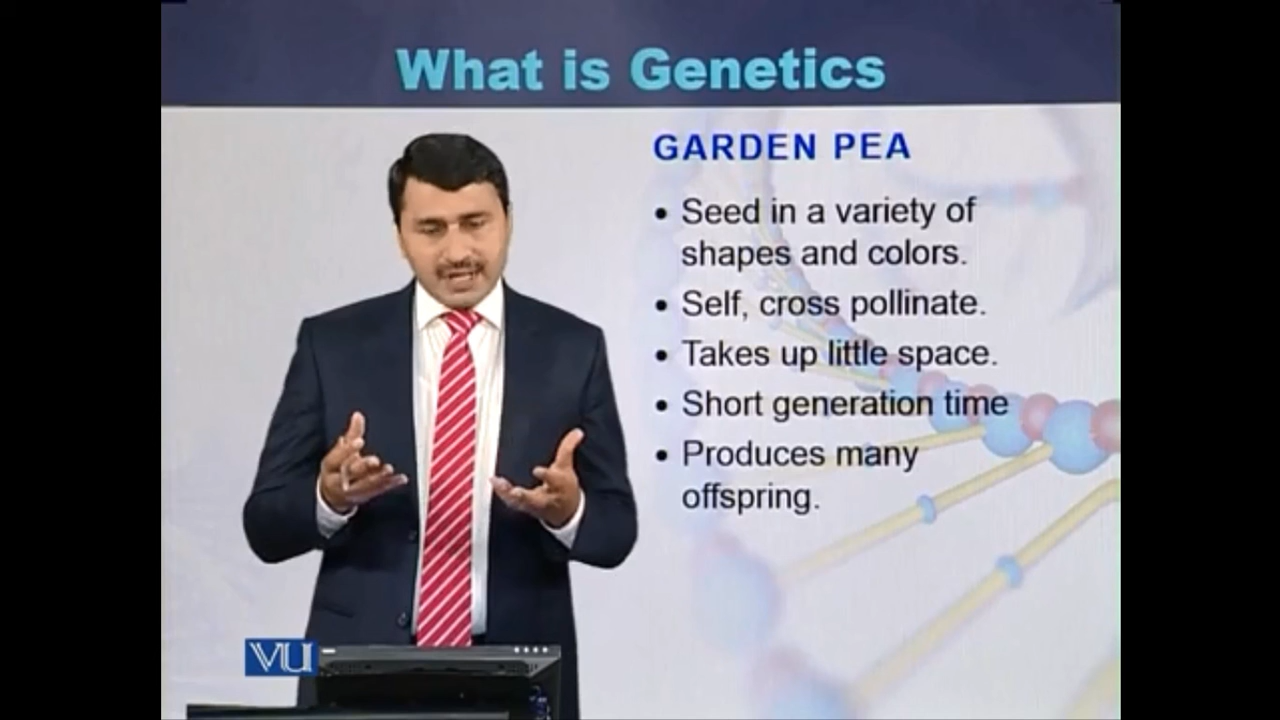 What is Genetics
GARDEN PEA
• Seed in a variety of
shapes and colors.
• Self, cross pollinate.
• Takes up little space.
• Short generation time
• Produces many
offspring.
VU